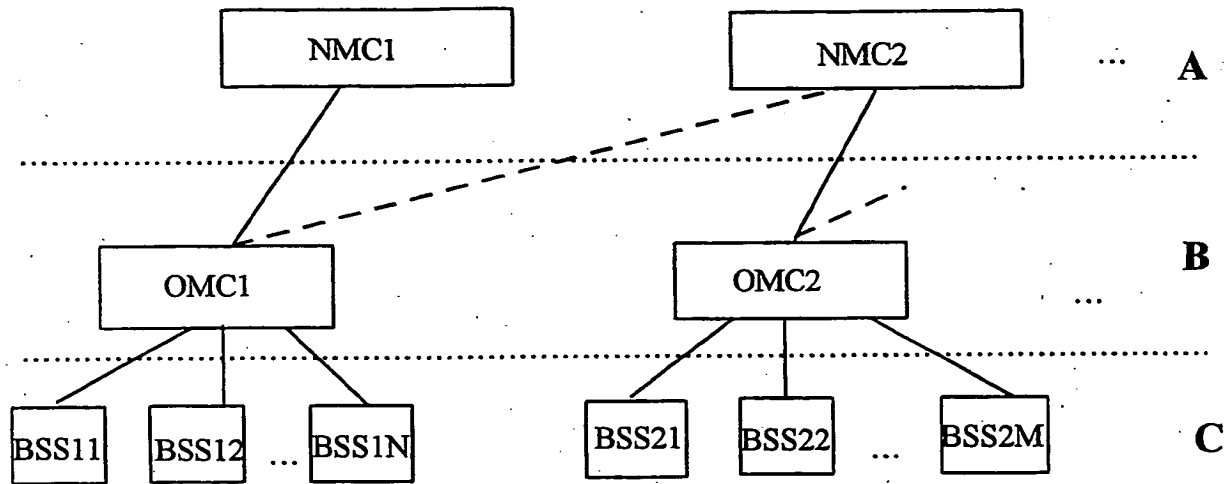 NMC1
NMC2
...
A
OMC1
OMC2
...
B
BSS11
BSS12
...
BSS1N
BSS21
BSS22
...
BSS2M
C